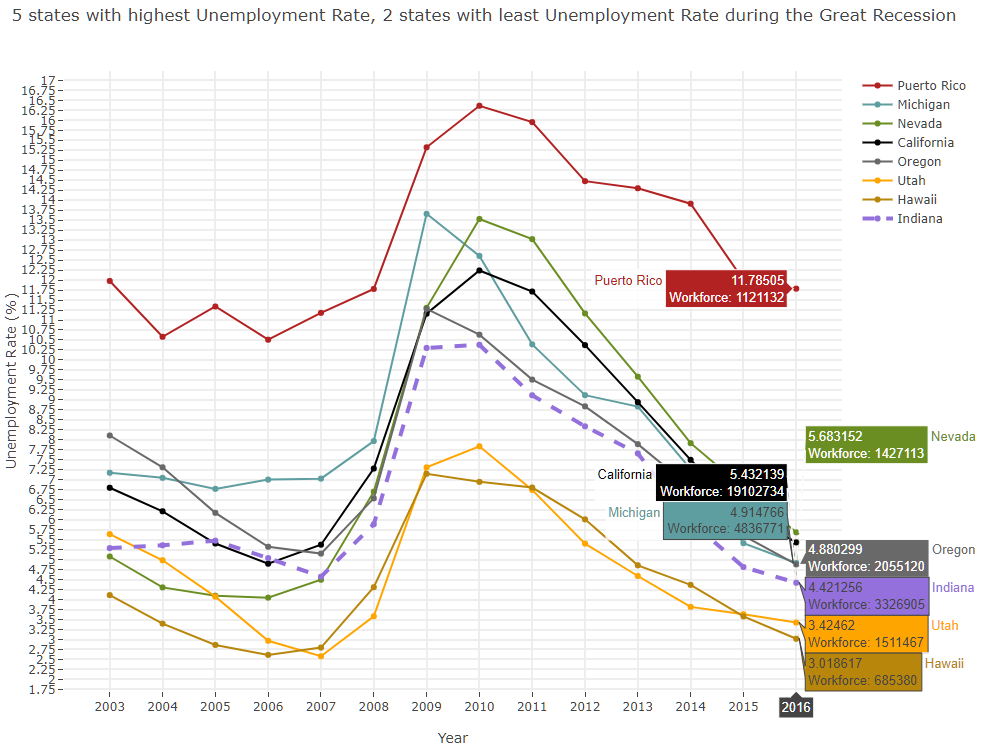 5 states with highest Unemployment Rate, 2 states with least Unemployment Rate during the Great Recession
17
16.75
16.5
16.25
16
15.75
15.5
15.25
15
14.75
14.5
14.25
14
13.75
13.5
13.25
13
12.75
12.5
12.25
12
11.75
11.5
11.25
11
10.75
10.5
10.25
10
9.75
9.5
9.25
9
8.75
8.5
8.25
8
7.75
7.5
7.25
7
6.75
6.5
6.25
6
5.75
5.5
5.25
5
4.75
4.5
4.25
4
3.75
3.5
3.25
3
2.75
2.5
2.25
2
1.75
Unemployment Rate (%)
Puerto Rico
Michigan
Nevada
California
Oregon
Utah
Hawaii
Indiana
Puerto Rico 11.78505
Workforce: 1121132
5.683152 Nevada
Workforce: 1427113
California 5.432139
Workforce: 19102734
Michigan 4.914766
Workforce: 4836771
4.880299 Oregon
Workforce: 2055120
4.421256 Indiana
Workforce: 3326905
3.42462 Utah
Workforce: 1511467
3.018617 Hawaii
Workforce: 685380
2003 2004 2005 2006 2007 2008 2009 2010 2011 2012 2013 2014 2015 2016
Year